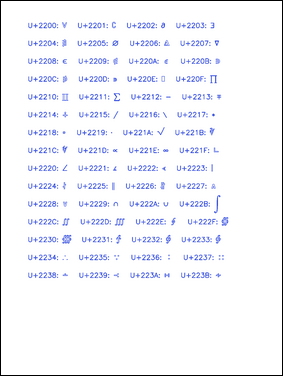 U+2200: ∀ U+2201: ∁ U+2202: ∂ U+2203: ∃
U+2204: ∄ U+2205: ∅ U+2206: ∆ U+2207: ∇
U+2208: ∈ U+2209: ∉ U+220A: ∊ U+220B: ∋
U+220C: ∌ U+220D: ∍ U+220E: ∎ U+220F: ∏
U+2210: ∐ U+2211: ∑ U+2212: − U+2213: ∓
U+2214: ∔ U+2215: ∕ U+2216: ∖ U+2217: ∗
U+2218: ∘ U+2219: ∙ U+221A: √ U+221B: ∛
U+221C: ∜ U+221D: ∝ U+221E: ∞ U+221F: ∟
U+2220: ∠ U+2221: ∡ U+2222: ∢ U+2223: ∣
U+2224: ∤ U+2225: ∥ U+2226: ∦ U+2227: ∧
U+2228: ∨ U+2229: ∩ U+222A: ∪ U+222B: ∫
U+222C: ∬ U+222D: ∭ U+222E: ∮ U+222F: ∯
U+2230: ∰ U+2231: ∱ U+2232: ∲ U+2233: ∳
U+2234: ∴ U+2235: ∵ U+2236: ∶ U+2237: ∷
U+2238: ∸ U+2239: ∹ U+223A: ∺ U+223B: ∻